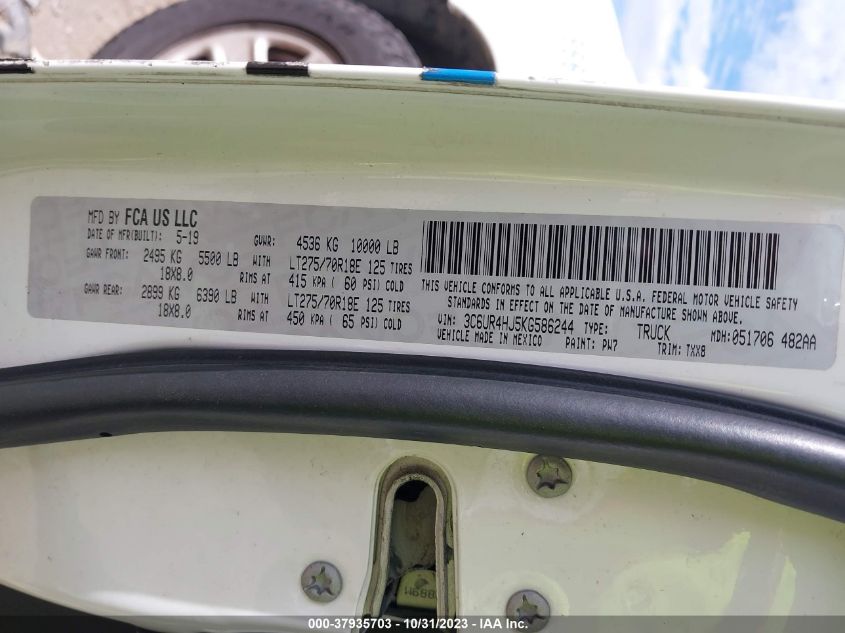 MFD BY FCA US LLC
DATE OF MFR(BUILT): 5-19 GVWR: 4536 KG 10000 LB
GAWR FRONT: 2495 KG 5500 LB WITH LT275/70R18E 125 TIRES
18X8.0 RIMS AT 415 KPA ( 60 PSI) COLD
GAWR REAR: 2899 KG 6390 LB WITH LT275/70R18E 125 TIRES
18X8.0 RIMS AT 450 KPA ( 65 PSI) COLD
THIS VEHICLE CONFORMS TO ALL APPLICABLE U.S.A. FEDERAL MOTOR VEHICLE SAFETY
STANDARDS IN EFFECT ON THE DATE OF MANUFACTURE SHOWN ABOVE.
VIN: 3C6UR4HJ5KG586244 TYPE: TRUCK MDH:051706 482AA
VEHICLE MADE IN MEXICO PAINT: PW7 TRIM: TXX8
000-37935703 - 10/31/2023 - IAA Inc.